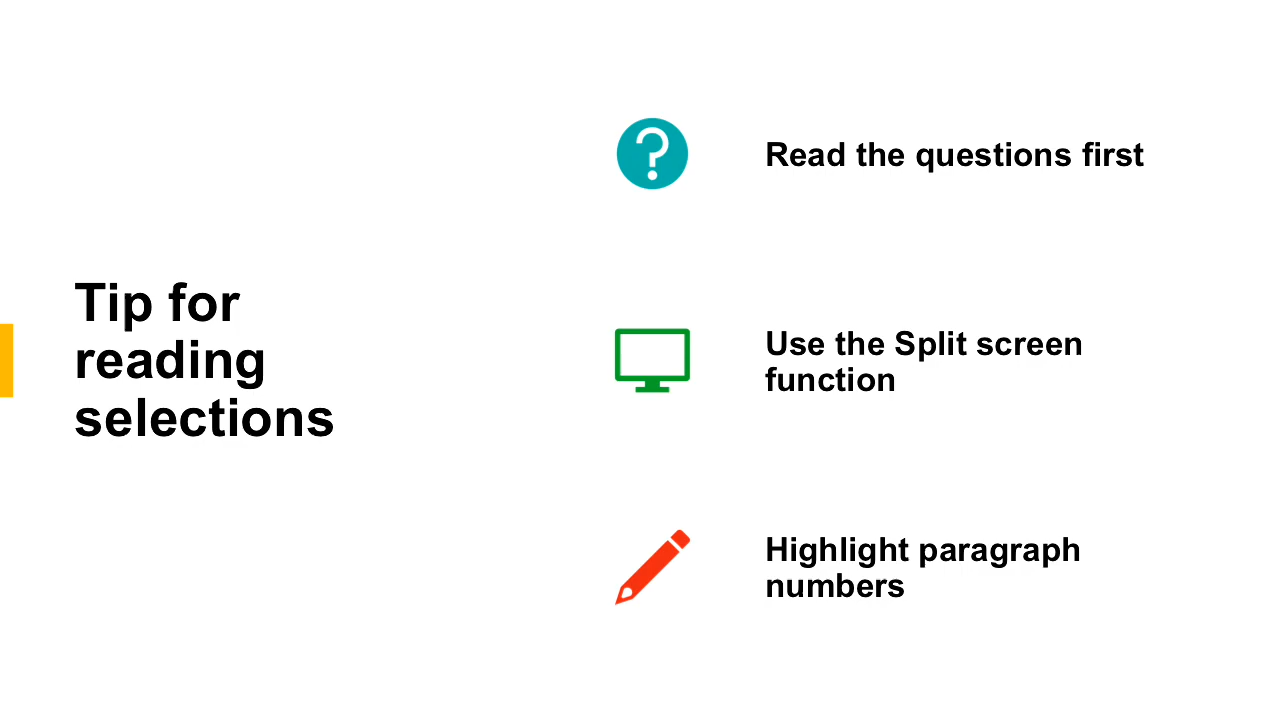 Tip for
reading
selections
Read the questions first
Use the Split screen
function
Highlight paragraph
numbers